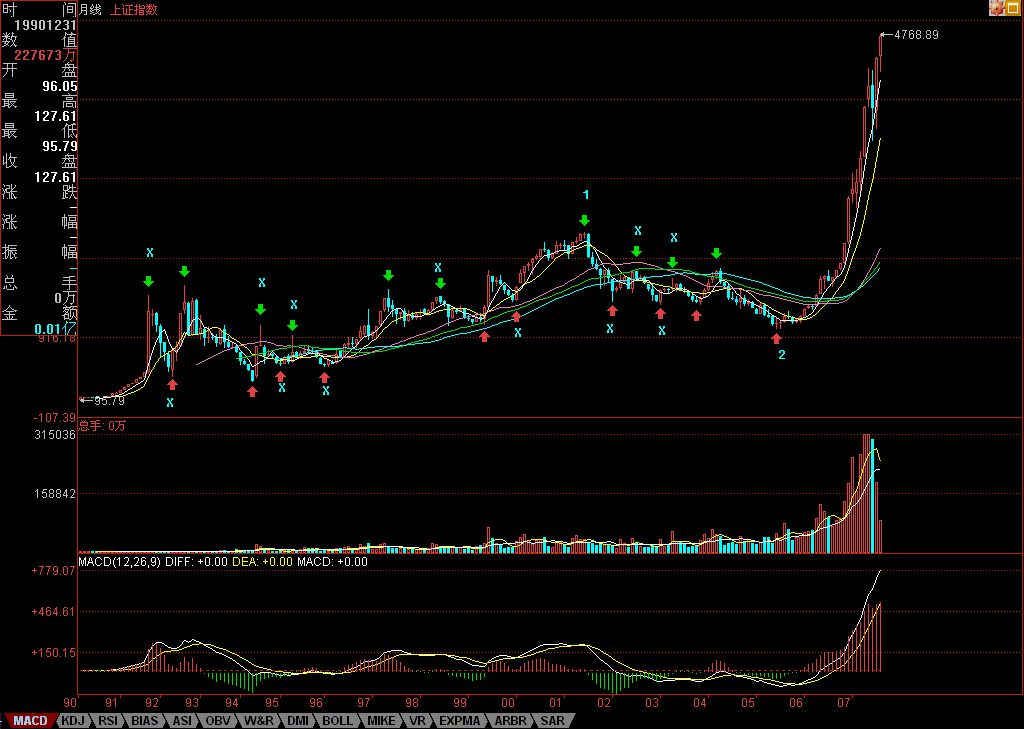 时 间 月线 上证指数
19901231
数 值
227673万
开 盘
96.05
最 高
127.61
最 低
95.79
收 盘
127.61
涨 跌
-
涨 幅
-
振 幅
-
总 手
0万
金 额
0.01亿
4768.89
1
X
X
X
X
X
X
X
X
X
X
X
X
2
X
95.79
-107.39
总手: 0万
315036
158842
MACD(12,26,9) DIFF: +0.00 DEA: +0.00 MACD: +0.00
+779.07
+464.61
+150.15
90 91 92 93 94 95 96 97 98 99 00 01 02 03 04 05 06 07
MACD KDJ RSI BIAS ASI OBV W&R DMI BOLL MIKE VR EXPMA ARBR SAR